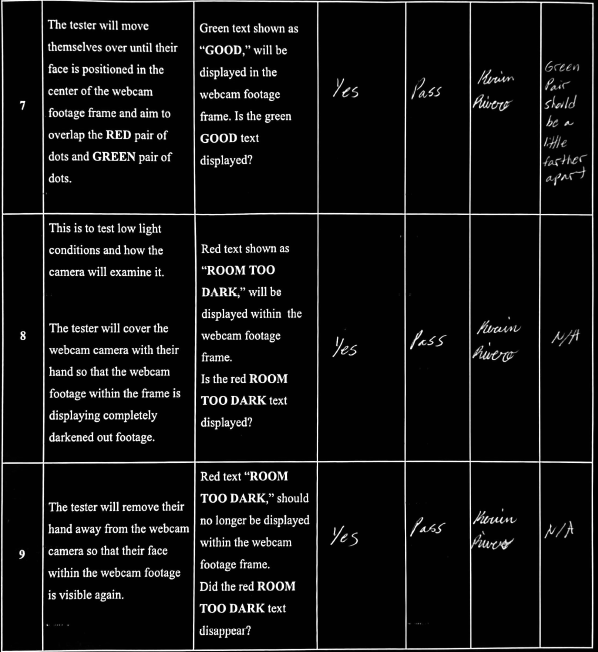 7
The tester will move
themselves over until their
face is positioned in the
center of the webcam
footage frame and aim to
overlap the RED pair of
dots and GREEN pair of
dots.
Green text shown as
“GOOD,” will be
displayed in the
webcam footage
frame. Is the green
GOOD text
displayed?
Yes
Pass
Rivero
Green
Pair
should
be a
little
farther
apart
8
This is to test low light
conditions and how the
camera will examine it.
The tester will cover the
webcam camera with their
hand so that the webcam
footage within the frame is
displaying completely
darkened out footage.
Red text shown as
“ROOM TOO
DARK,” will be
displayed within the
webcam footage
frame.
Is the red ROOM
TOO DARK text
displayed?
Yes
Pass
Rivero
N/A
9
The tester will remove their
hand away from the webcam
camera so that their face
within the webcam footage
is visible again.
Red text “ROOM
TOO DARK,” should
no longer be displayed
within the webcam
footage frame.
Did the red ROOM
TOO DARK text
disappear?
Yes
Pass
Rivero
N/A